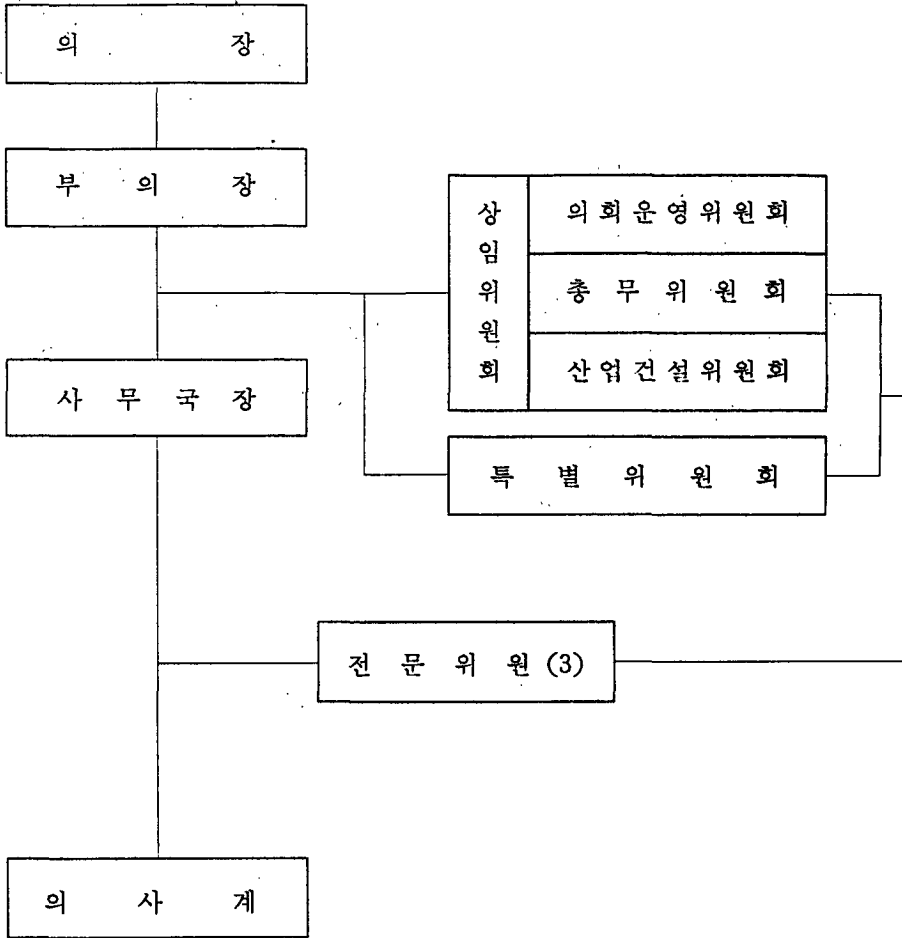 의 장
부 의 장
상임위원회
의회운영위원회
총 무 위 원 회
산업건설위원회
사 무 국 장
특 별 위 원 회
전 문 위 원 (3)
의 사 계